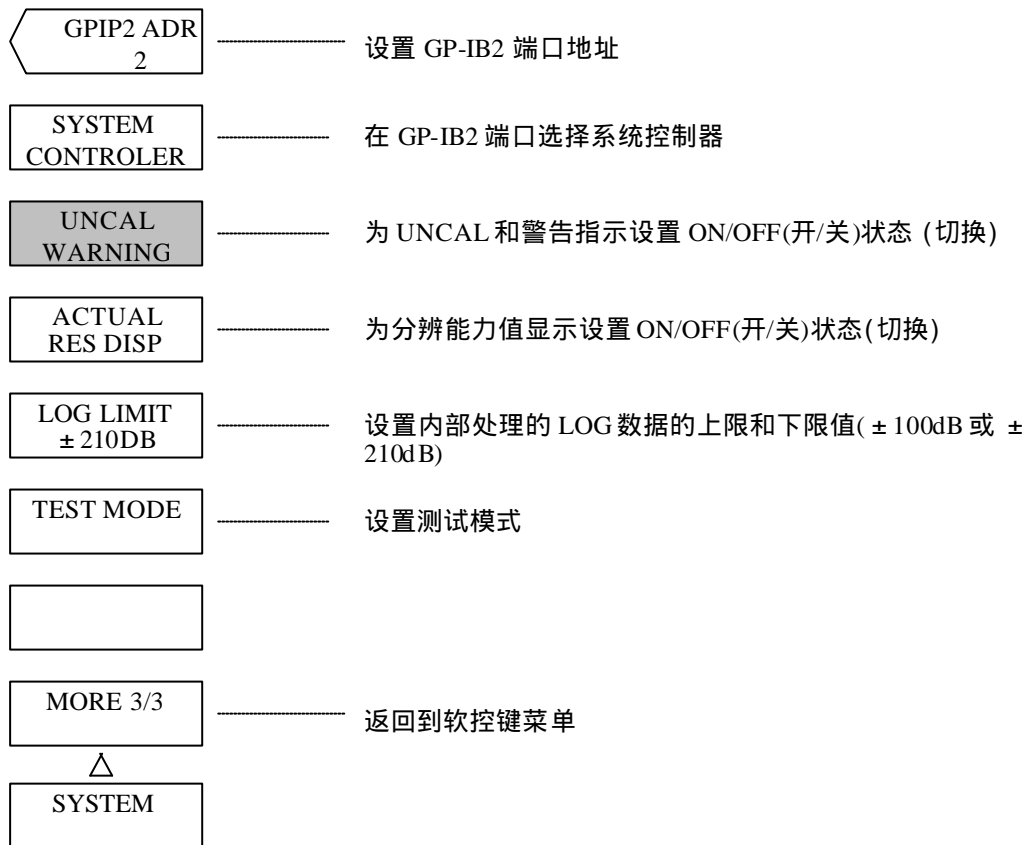 GPIP2 ADR
2
设置 GP-IB2 端口地址
SYSTEM
CONTROLER
在 GP-IB2 端口选择系统控制器
UNCAL
WARNING
为 UNCAL 和警告指示设置 ON/OFF(开/关)状态 (切换)
ACTUAL
RES DISP
为分辨能力值显示设置 ON/OFF(开/关)状态(切换)
LOG LIMIT
±210DB
设置内部处理的 LOG 数据的上限和下限值(±100dB 或 ±
210dB)
TEST MODE
设置测试模式
MORE 3/3
返回到软控键菜单
SYSTEM